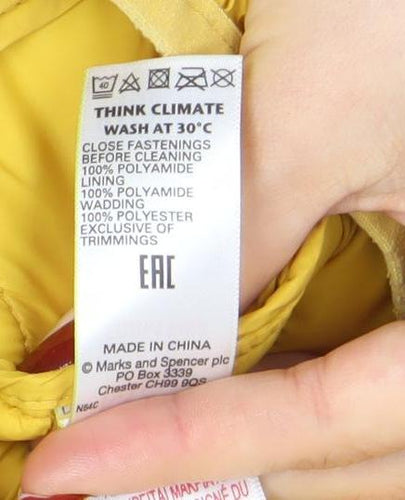 40
THINK CLIMATE
WASH AT 30°C
CLOSE FASTENINGS
BEFORE CLEANING
100% POLYAMIDE
LINING
100% POLYAMIDE
WADDING
100% POLYESTER
EXCLUSIVE OF
TRIMMINGS
EAC
MADE IN CHINA
© Marks and Spencer plc
PO Box 3339
Chester CH99 9QS
N64C